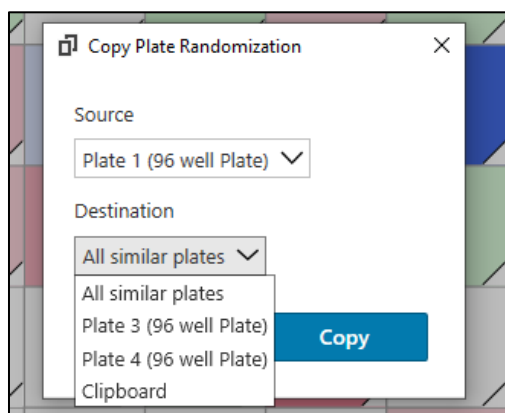 Copy Plate Randomization
Source
Plate 1 (96 well Plate)
Destination
All similar plates
All similar plates
Plate 3 (96 well Plate)
Plate 4 (96 well Plate)
Clipboard
Copy